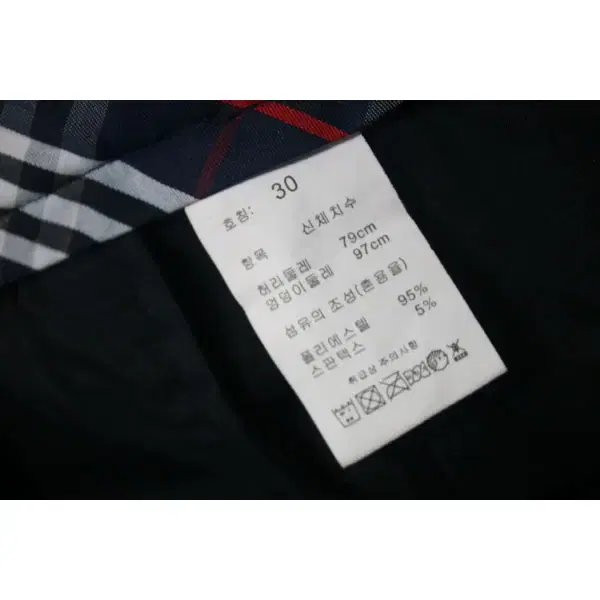 호칭: 30
항목 신체치수
허리둘레 79cm
엉덩이둘레 97cm
섬유의 조성(혼용율)
폴리에스텔 95%
스판텍스 5%
취급상 주의사항